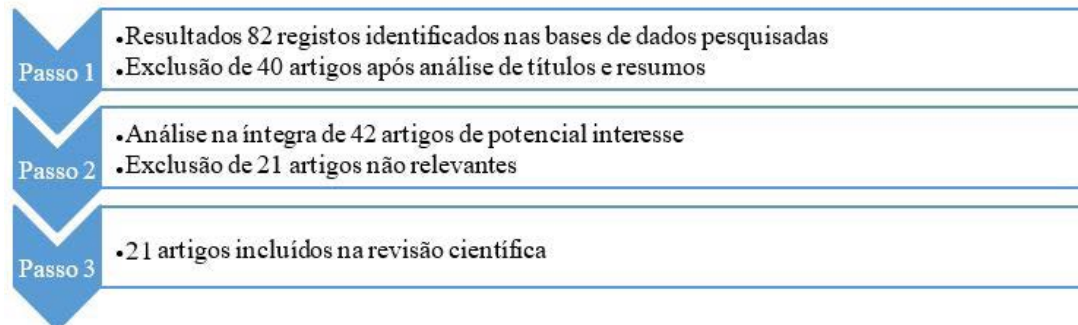 Passo 1
•Resultados 82 registos identificados nas bases de dados pesquisadas
•Exclusão de 40 artigos após análise de títulos e resumos
Passo 2
•Análise na íntegra de 42 artigos de potencial interesse
•Exclusão de 21 artigos não relevantes
Passo 3
•21 artigos incluídos na revisão científica